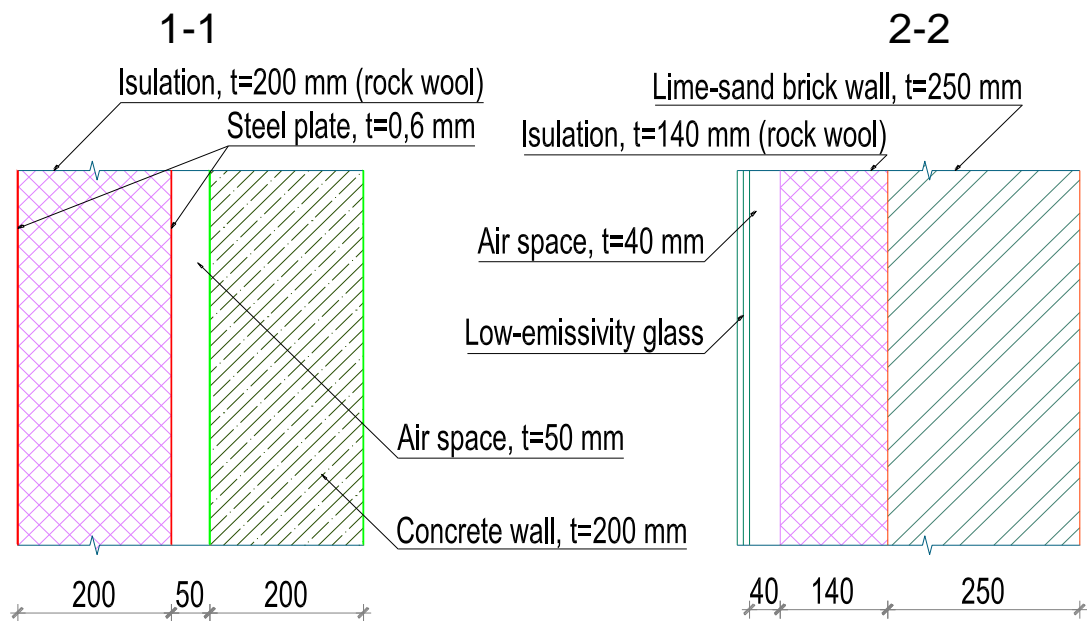 1-1
Isulation, t=200 mm (rock wool)
Steel plate, t=0,6 mm
Air space, t=50 mm
Concrete wall, t=200 mm
200
50
200
2-2
Lime-sand brick wall, t=250 mm
Isulation, t=140 mm (rock wool)
Air space, t=40 mm
Low-emissivity glass
40
140
250